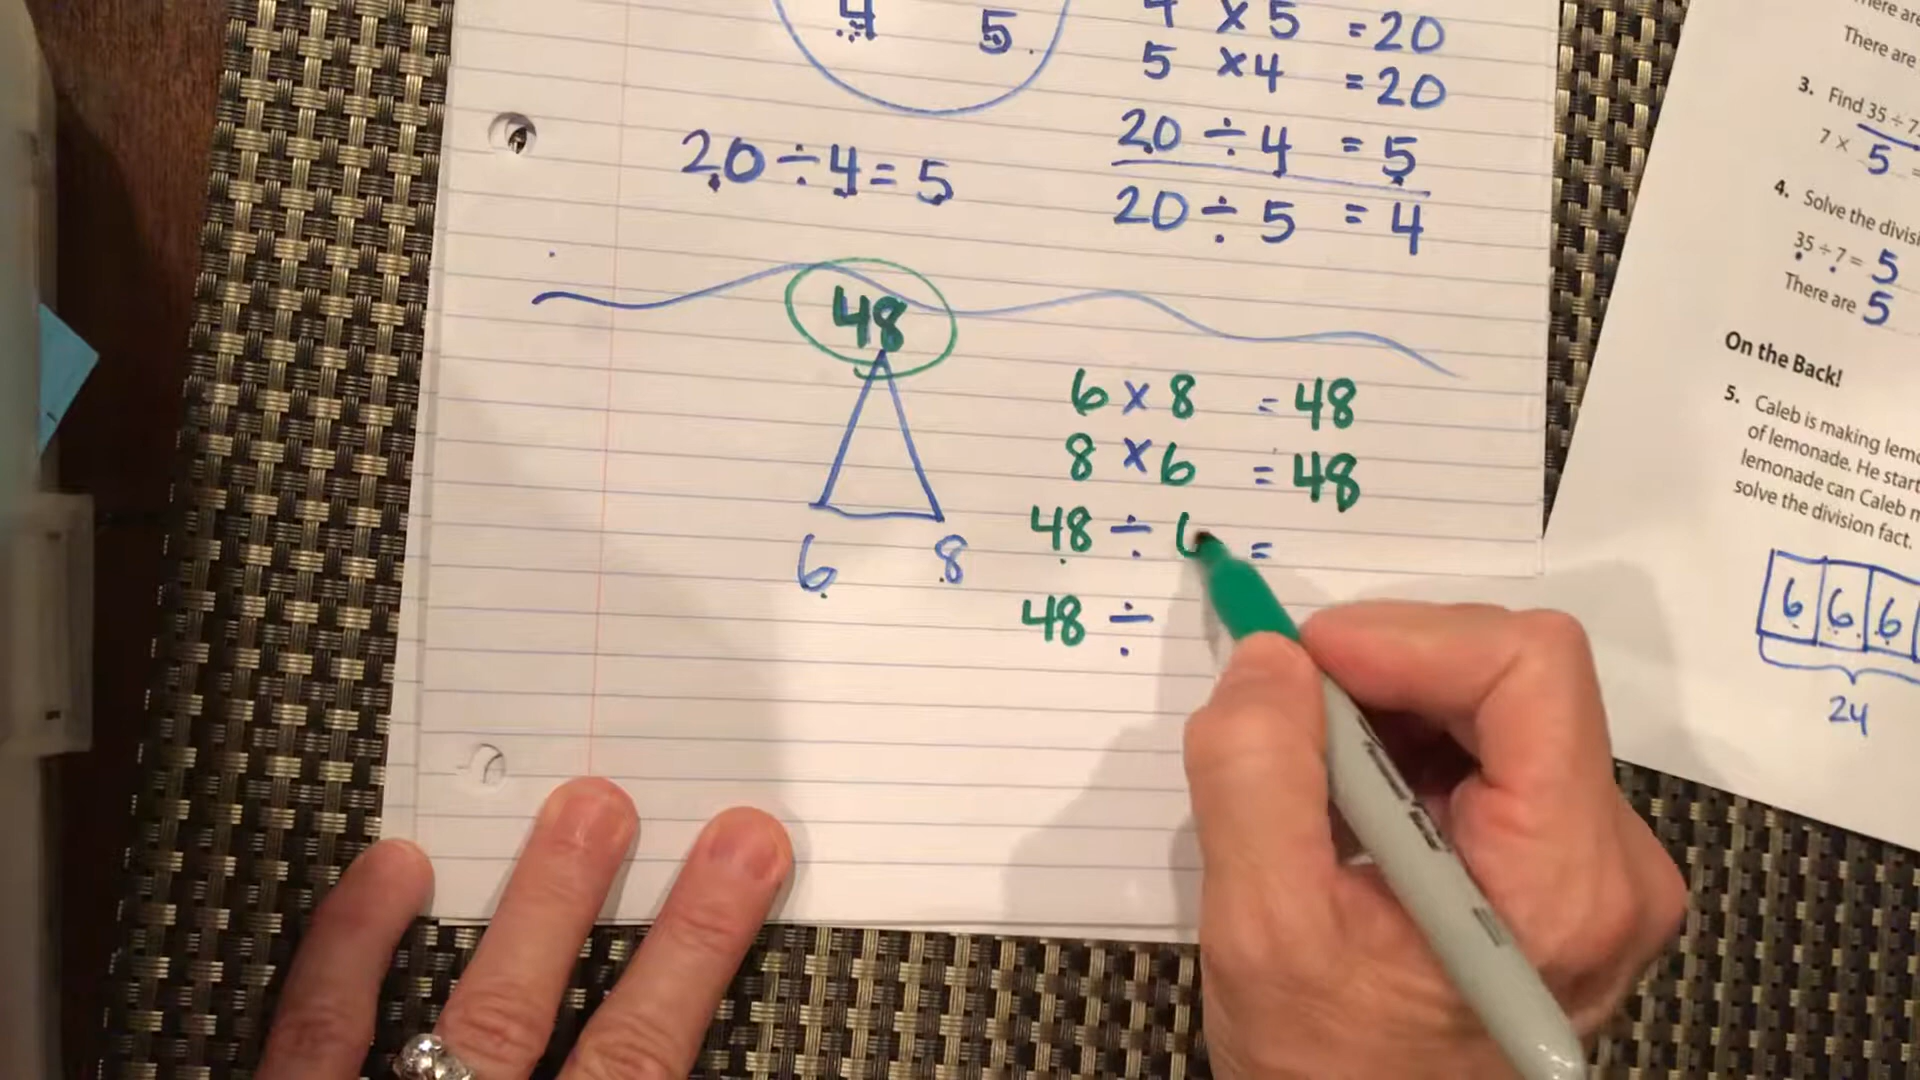 4 5
4 × 5 = 20
5 × 4 = 20
20 ÷ 4 = 5
20 ÷ 5 = 4
20 ÷ 4 = 5
48
6 8
6 × 8 = 48
8 × 6 = 48
48 ÷ 6 =
48 ÷
There are
3. Find 35 ÷ 7.
7 × 5 =
4. Solve the
35 ÷ 7 = 5
There are 5
On the Back!
5. Caleb is making
of lemonade. He
lemonade can Caleb
solve the division fact.
6 6 6
24